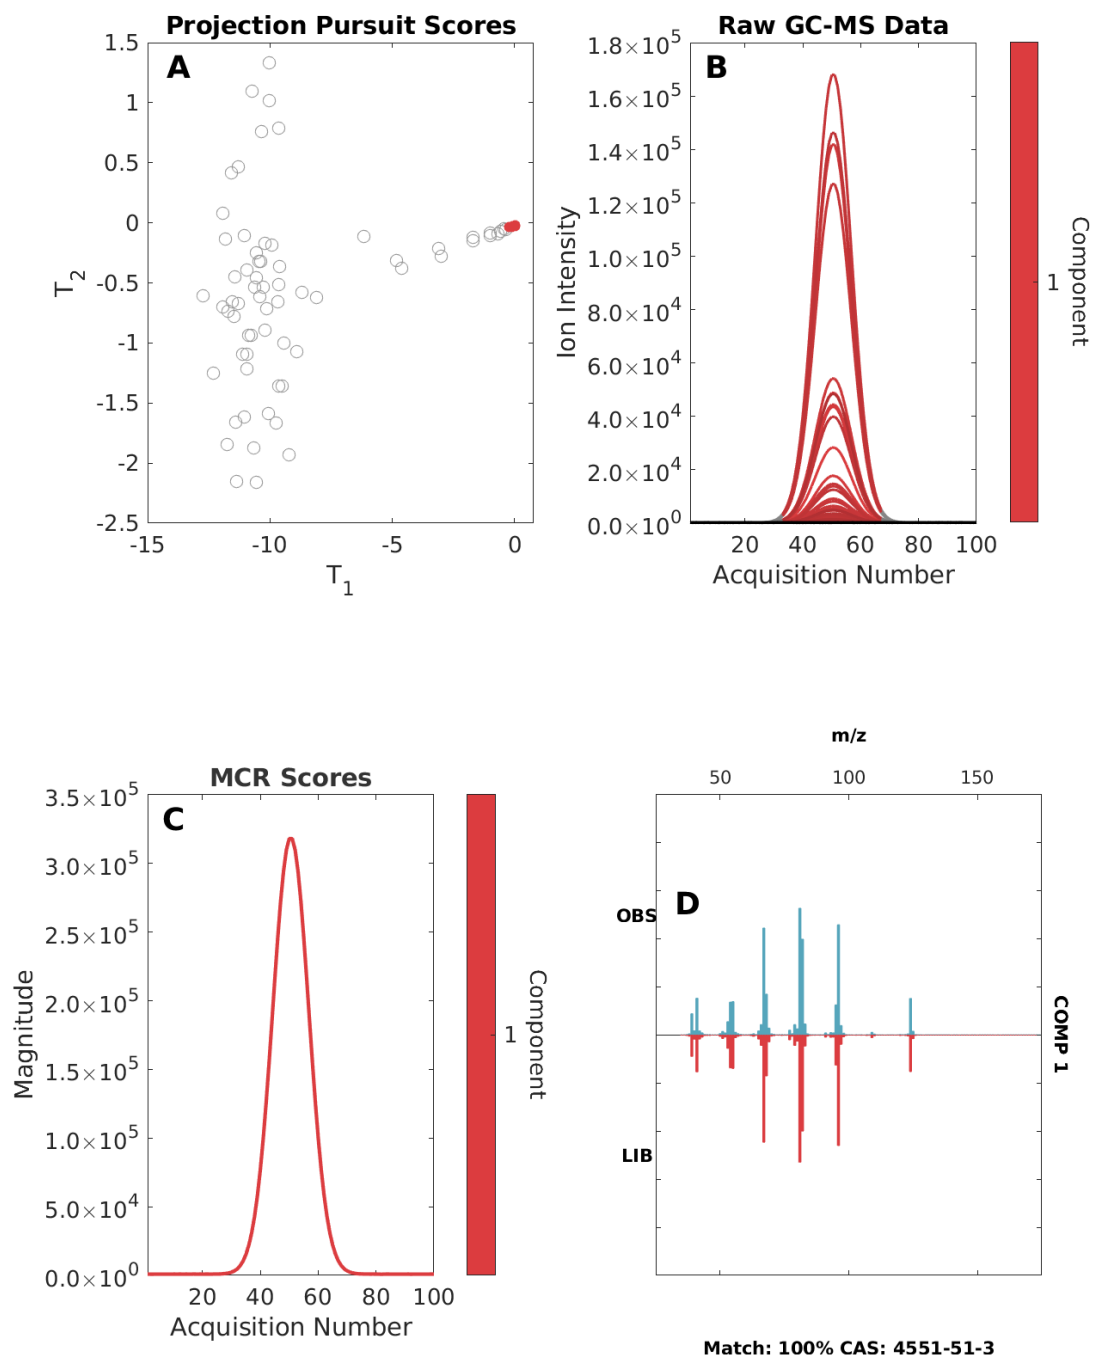 Projection Pursuit Scores
A
1.5
1
0.5
0
-0.5
-1
-1.5
-2
-2.5
T2
-15 -10 -5 0
T1
Raw GC-MS Data
B
1.8×10^5
1.6×10^5
1.4×10^5
1.2×10^5
1.0×10^5
8.0×10^4
6.0×10^4
4.0×10^4
2.0×10^4
0.0×10^0
Ion Intensity
20 40 60 80 100
Acquisition Number
1
Component
MCR Scores
C
3.5×10^5
3.0×10^5
2.5×10^5
2.0×10^5
1.5×10^5
1.0×10^5
5.0×10^4
0.0×10^0
Magnitude
20 40 60 80 100
Acquisition Number
1
Component
m/z
50 100 150
D
OBS
LIB
COMP 1
Match: 100% CAS: 4551-51-3